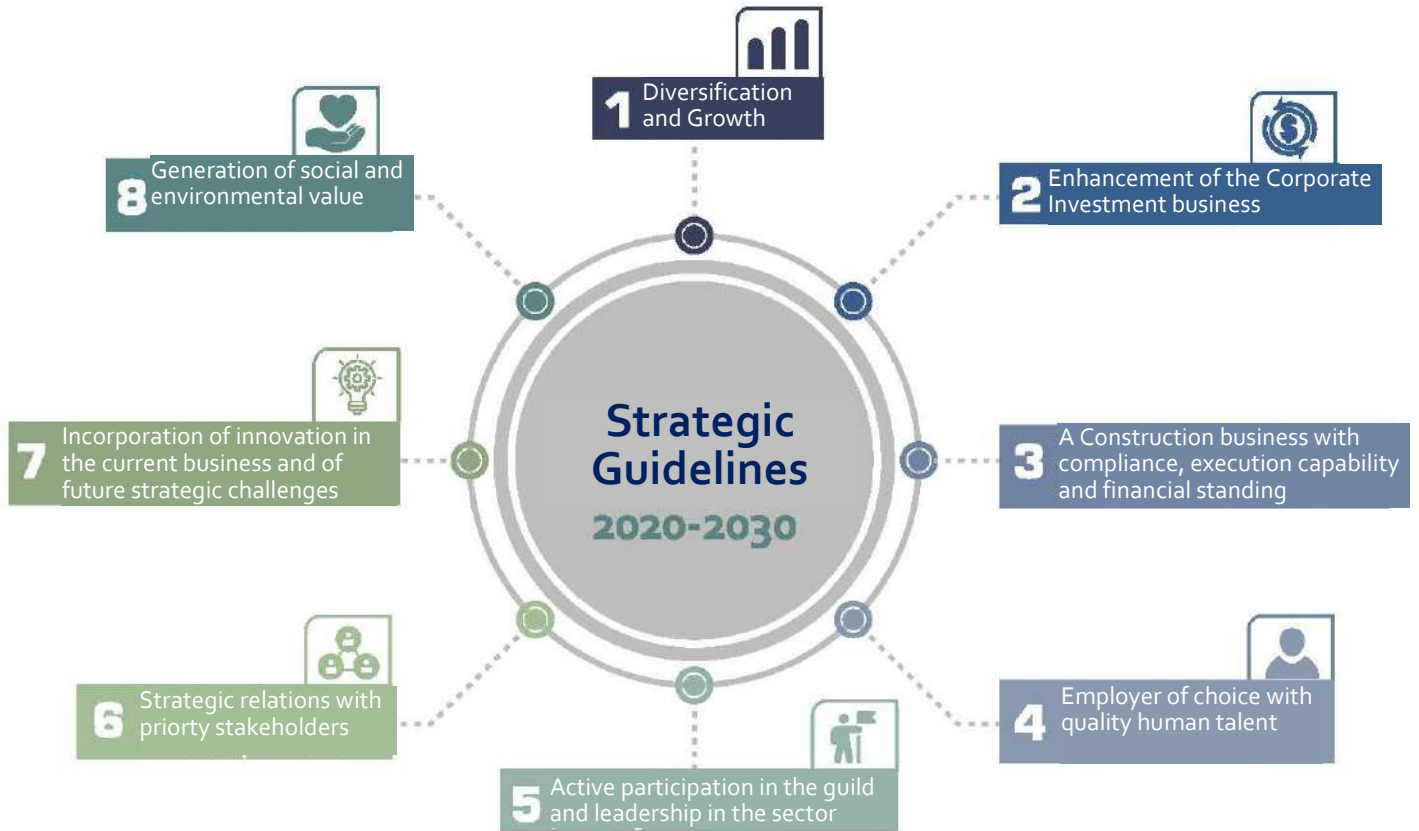 Strategic
Guidelines
2020-2030
1
Diversification
and Growth
2
Enhancement of the Corporate
Investment business
3
A Construction business with
compliance, execution capability
and financial standing
4
Employer of choice with
quality human talent
5
Active participation in the guild
and leadership in the sector
6
Strategic relations with
priorty stakeholders
7
Incorporation of innovation in
the current business and of
future strategic challenges
8
Generation of social and
environmental value
$